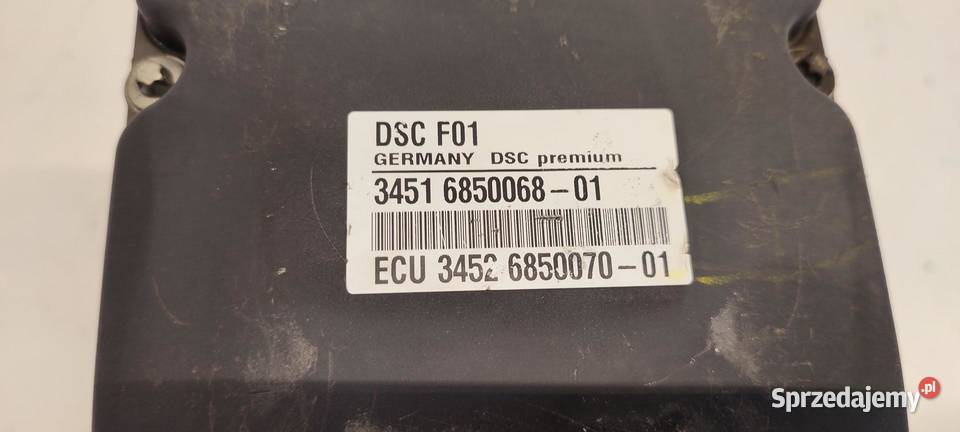 DSC F01
GERMANY DSC premium
3451 6850068-01
ECU 3452 6850070-01
Sprzedajemy.pl